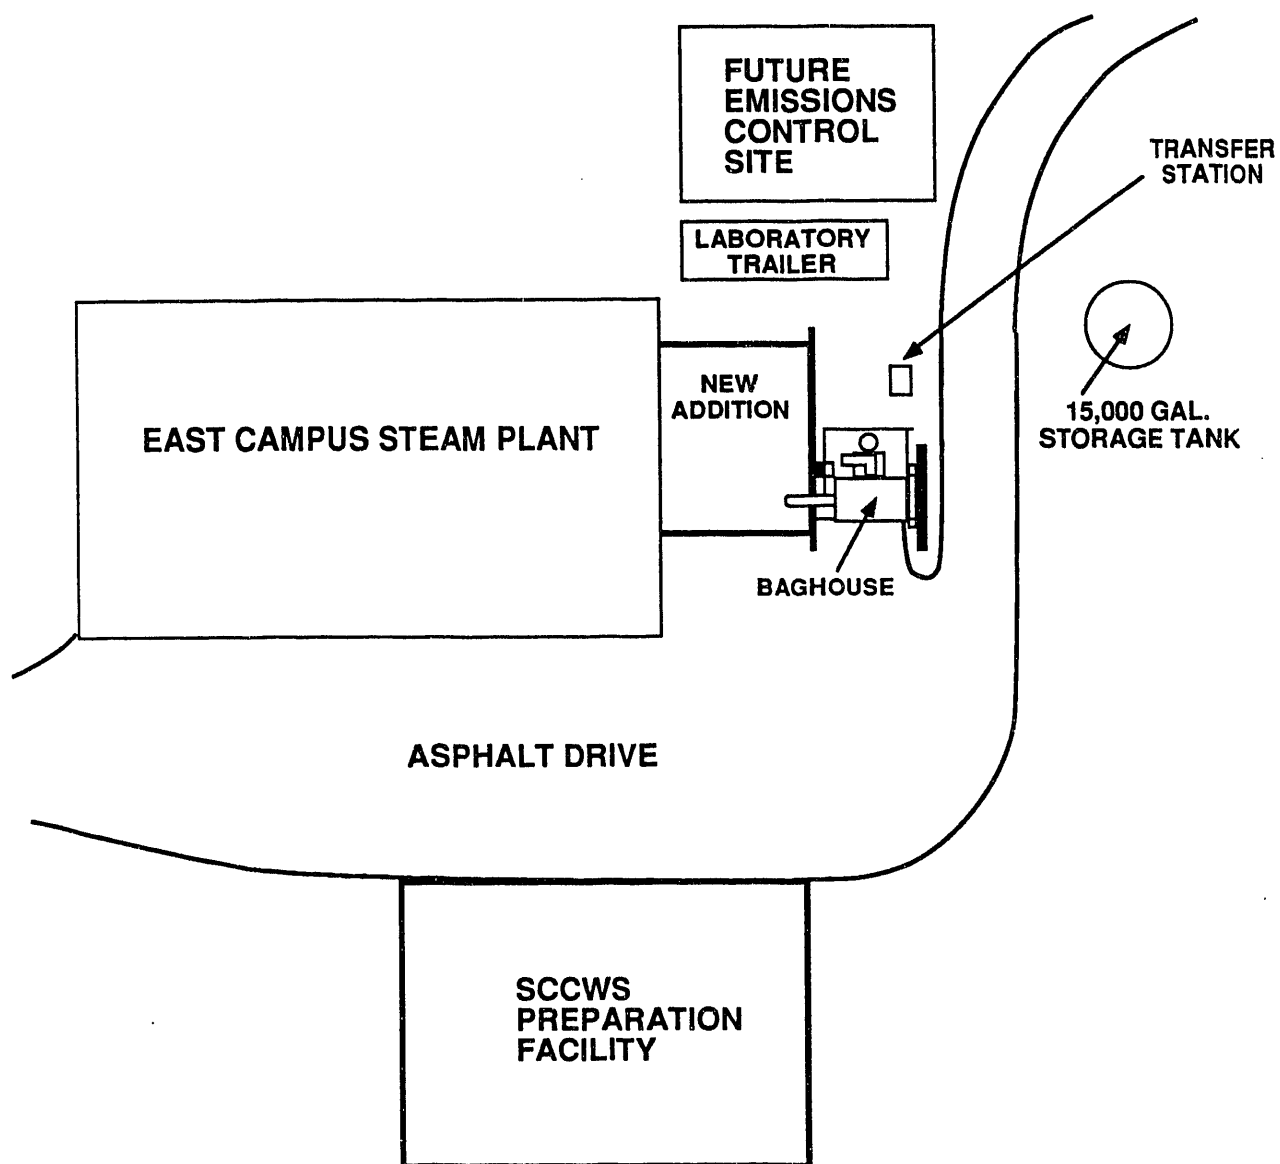 FUTURE
EMISSIONS
CONTROL
SITE
TRANSFER
STATION
LABORATORY
TRAILER
NEW
ADDITION
15,000 GAL.
STORAGE TANK
EAST CAMPUS STEAM PLANT
BAGHOUSE
ASPHALT DRIVE
SCCWS
PREPARATION
FACILITY